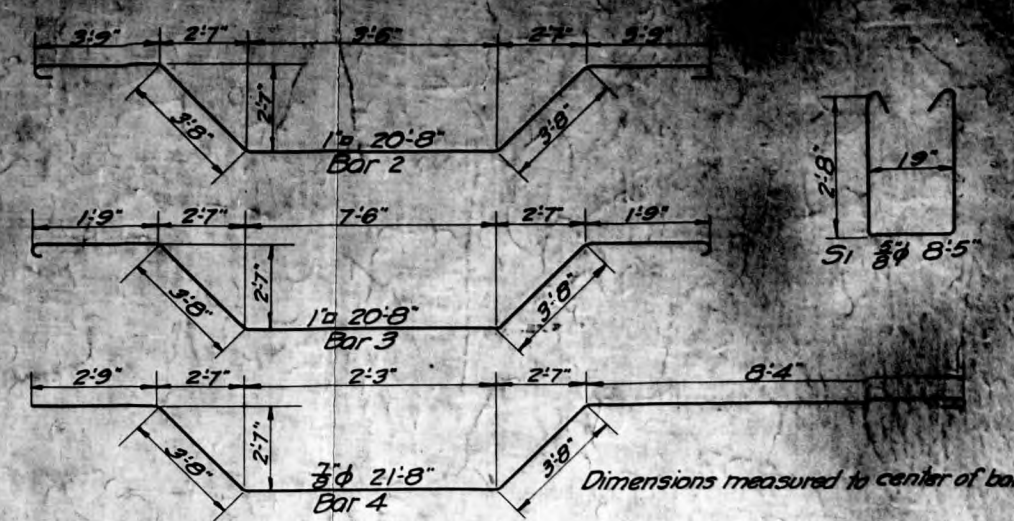 3'-9" 2'-7" 3'-6" 2'-7" 3'-9"
3'-8" 2'-7" 3'-8"
1"□ 20'-8"
Bar 2
1'-9" 2'-7" 7'-6" 2'-7" 1'-9"
3'-8" 2'-7" 3'-8"
1"□ 20'-8"
Bar 3
2'-9" 2'-7" 2'-3" 2'-7" 8'-4"
3'-8" 2'-7" 3'-8"
7/8"ϕ 21'-8"
Bar 4
2'-8" 19"
S1 5/8"ϕ 8'-5"
Dimensions measured to center of bar